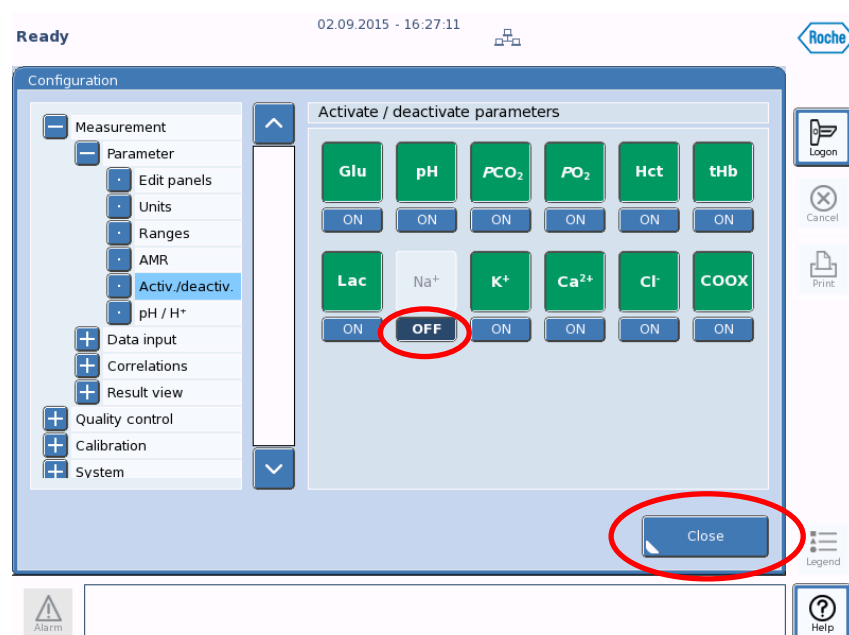 Ready
02.09.2015 - 16:27:11
Roche
Configuration
Measurement
Parameter
Edit panels
Units
Ranges
AMR
Activ./deactiv.
pH / H⁺
Data input
Correlations
Result view
Quality control
Calibration
System
Activate / deactivate parameters
Glu pH PCO₂ PO₂ Hct tHb
ON ON ON ON ON ON
Lac Na⁺ K⁺ Ca²⁺ Cl⁻ COOX
ON OFF ON ON ON ON
Close
Logon
Cancel
Print
Legend
Alarm
Help